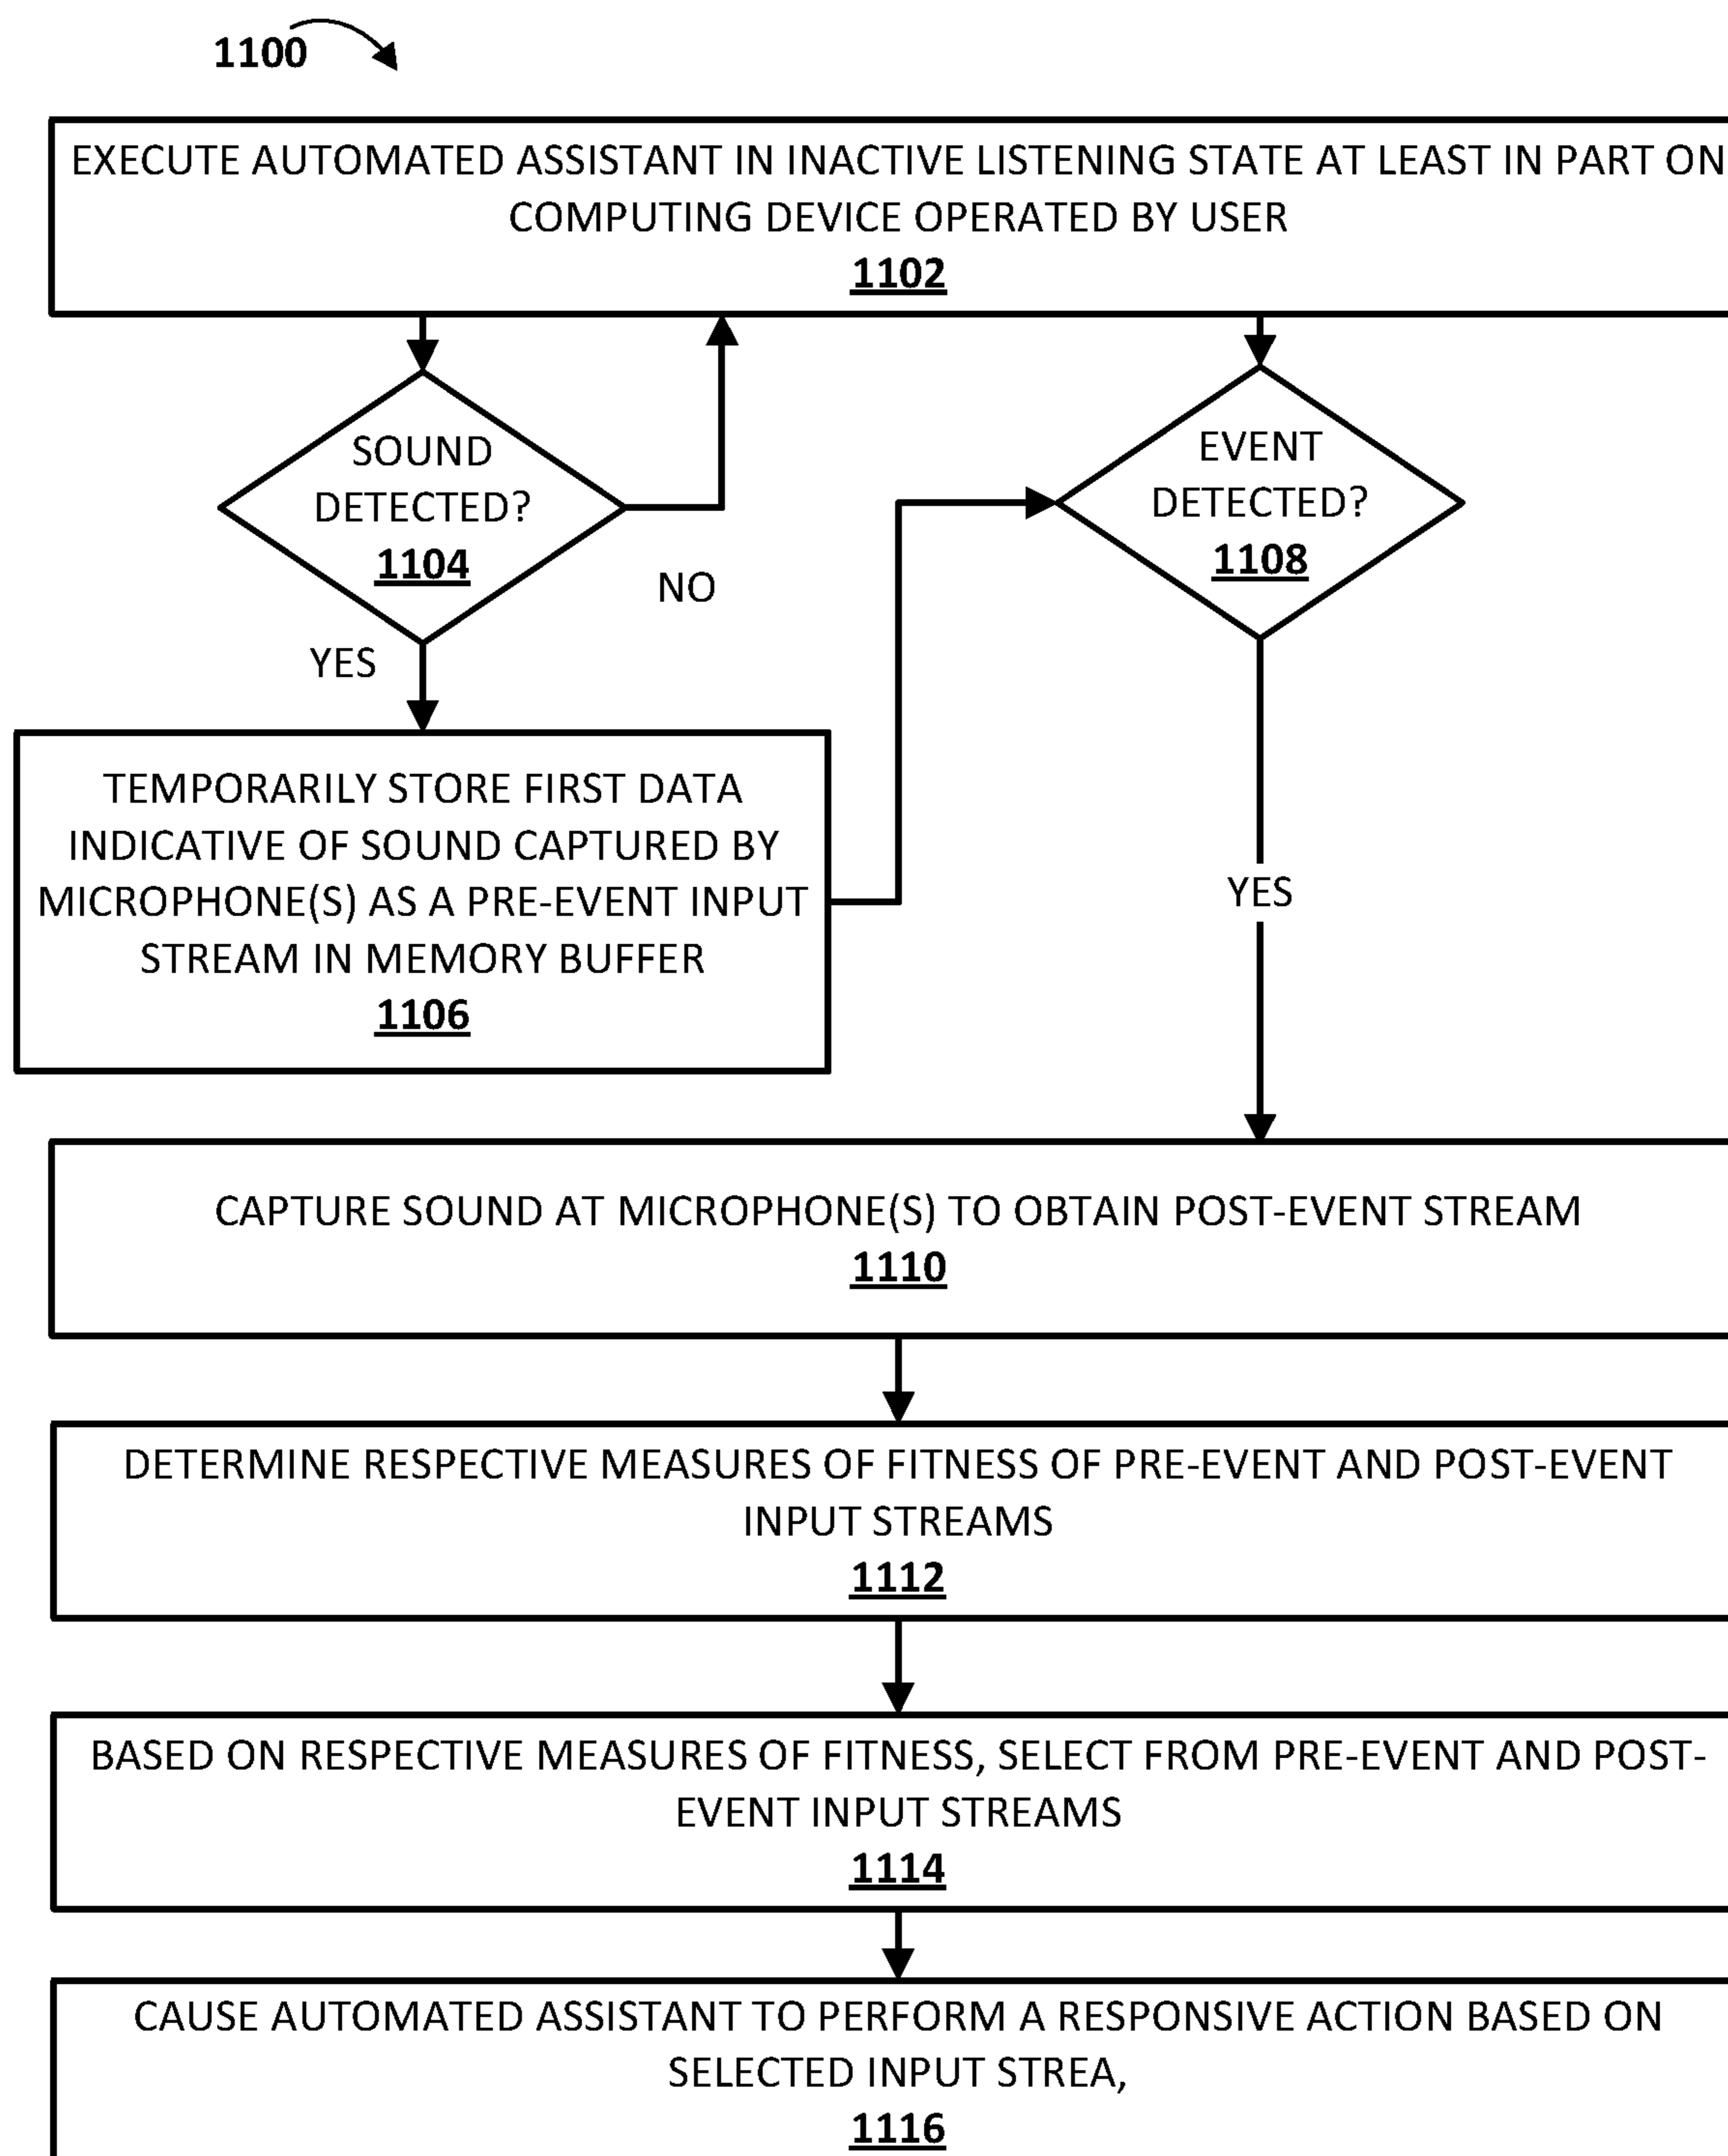 1100
EXECUTE AUTOMATED ASSISTANT IN INACTIVE LISTENING STATE AT LEAST IN PART ON
COMPUTING DEVICE OPERATED BY USER
1102
SOUND
DETECTED?
1104
NO
YES
EVENT
DETECTED?
1108
YES
TEMPORARILY STORE FIRST DATA
INDICATIVE OF SOUND CAPTURED BY
MICROPHONE(S) AS A PRE-EVENT INPUT
STREAM IN MEMORY BUFFER
1106
CAPTURE SOUND AT MICROPHONE(S) TO OBTAIN POST-EVENT STREAM
1110
DETERMINE RESPECTIVE MEASURES OF FITNESS OF PRE-EVENT AND POST-EVENT
INPUT STREAMS
1112
BASED ON RESPECTIVE MEASURES OF FITNESS, SELECT FROM PRE-EVENT AND POST-
EVENT INPUT STREAMS
1114
CAUSE AUTOMATED ASSISTANT TO PERFORM A RESPONSIVE ACTION BASED ON
SELECTED INPUT STREA,
1116